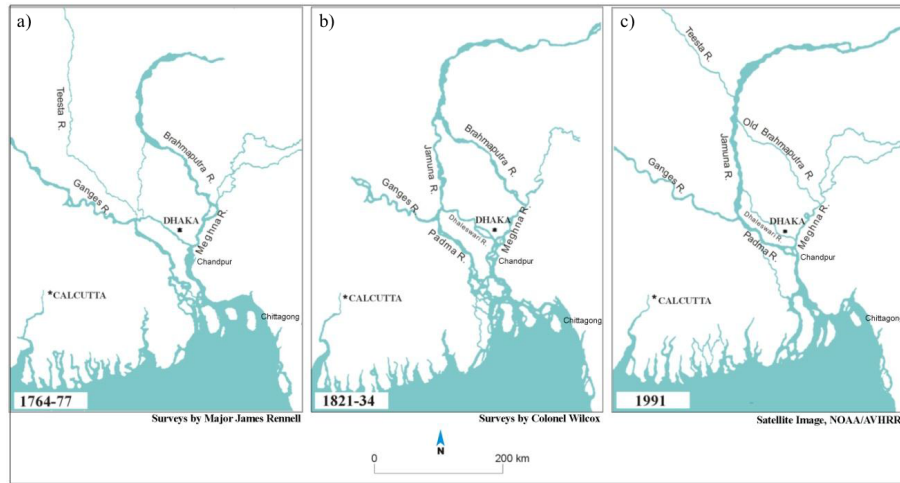 a)
Teesta R.
Brahmaputra R.
Ganges R.
DHAKA
Meghna R.
Chandpur
*CALCUTTA
Chittagong
1764-77
Surveys by Major James Rennell
b)
Jamuna R.
Brahmaputra R.
Ganges R.
DHAKA
Dhaleswari R.
Meghna R.
Padma R.
Chandpur
*CALCUTTA
Chittagong
1821-34
Surveys by Colonel Wilcox
c)
Teesta R.
Old Brahmaputra R.
Jamuna R.
Ganges R.
DHAKA
Dhaleswari R.
Meghna R.
Padma R.
Chandpur
*CALCUTTA
Chittagong
1991
Satellite Image, NOAA/AVHRR
N
0
200 km